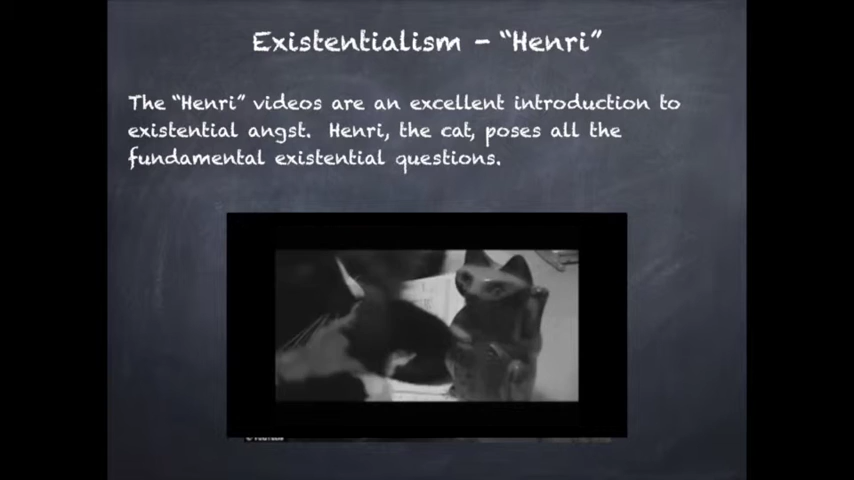 Existentialism - "Henri"
The "Henri" videos are an excellent introduction to
existential angst. Henri, the cat, poses all the
fundamental existential questions.